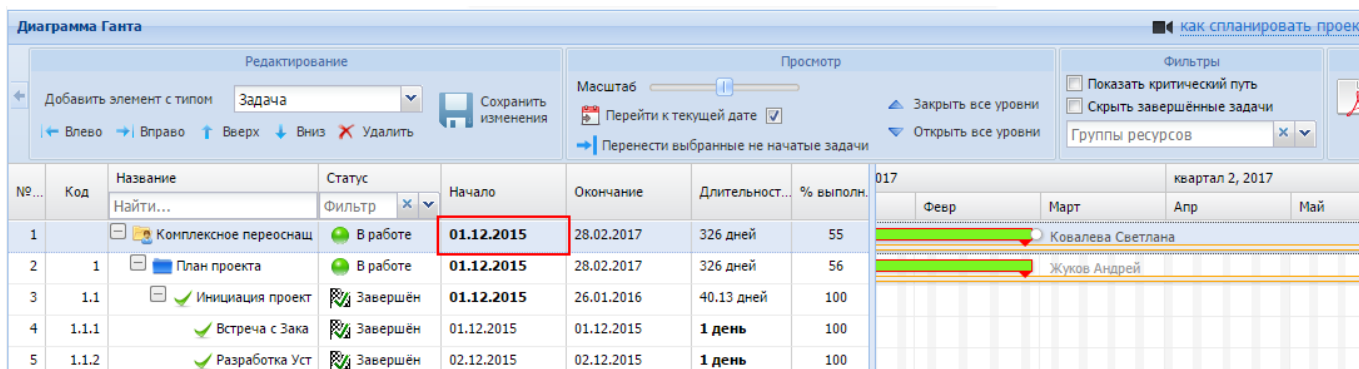 Диаграмма Ганта
как спланировать проек
Редактирование
Просмотр
Фильтры
Добавить элемент с типом Задача
Сохранить изменения
Влево Вправо Вверх Вниз Удалить
Масштаб
Перейти к текущей дате
Перенести выбранные не начатые задачи
Закрыть все уровни
Открыть все уровни
Показать критический путь
Скрыть завершённые задачи
Группы ресурсов
№... Код Название Статус Начало Окончание Длительност... % выполн. 017 квартал 2, 2017
Найти... Фильтр Февр Март Апр Май
1 Комплексное переоснащ В работе 01.12.2015 28.02.2017 326 дней 55 Ковалева Светлана
2 1 План проекта В работе 01.12.2015 28.02.2017 326 дней 56 Жуков Андрей
3 1.1 Инициация проект Завершён 01.12.2015 26.01.2016 40.13 дней 100
4 1.1.1 Встреча с Зака Завершён 01.12.2015 01.12.2015 1 день 100
5 1.1.2 Разработка Уст Завершён 02.12.2015 02.12.2015 1 день 100